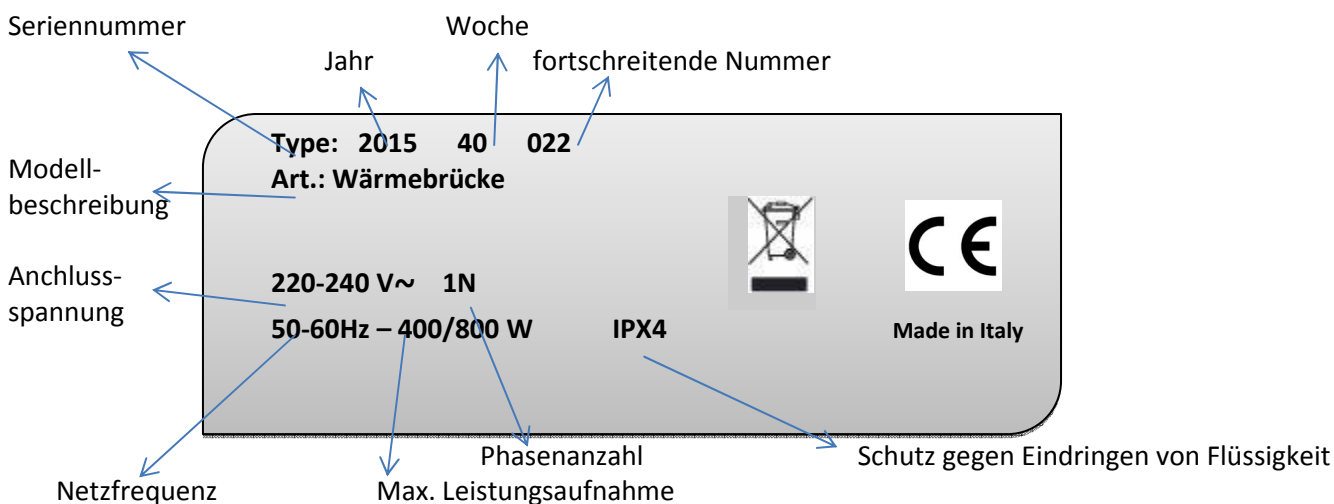 Seriennummer
Woche
Jahr
fortschreitende Nummer
Type: 2015 40 022
Art.: Wärmebrücke
Modell-
beschreibung
CE
Anchluss-
spannung
220-240 V~ 1N
50-60Hz – 400/800 W IPX4
Made in Italy
Phasenanzahl
Schutz gegen Eindringen von Flüssigkeit
Netzfrequenz
Max. Leistungsaufnahme